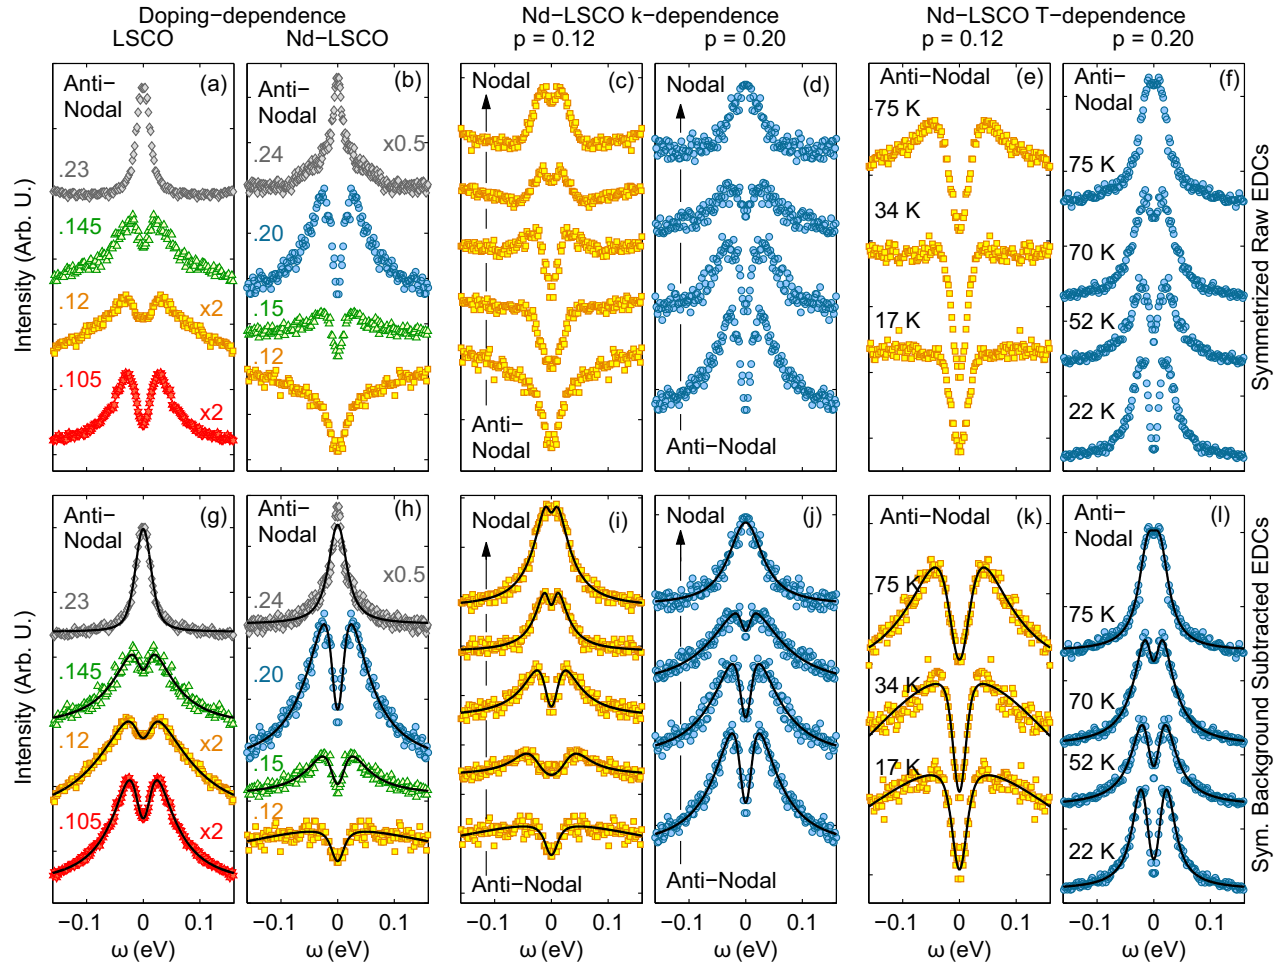 Doping−dependence
LSCO
Nd−LSCO
Nd−LSCO k−dependence
p = 0.12
p = 0.20
Nd−LSCO T−dependence
p = 0.12
p = 0.20
Intensity (Arb. U.)
Anti−
Nodal
(a)
.23
.145
.12
x2
.105
x2
Anti−
Nodal
(b)
.24
x0.5
.20
.15
.12
Nodal
(c)
Anti−
Nodal
Nodal
(d)
Anti−Nodal
Anti−Nodal
(e)
75 K
34 K
17 K
Anti−
Nodal
(f)
75 K
70 K
52 K
22 K
Symmetrized Raw EDCs
Intensity (Arb. U.)
Anti−
Nodal
(g)
.23
.145
.12
x2
.105
x2
−0.1
0
0.1
ω (eV)
Anti−
Nodal
(h)
x0.5
.24
.20
.15
.12
−0.1
0
0.1
ω (eV)
Nodal
(i)
Anti−Nodal
−0.1
0
0.1
ω (eV)
Nodal
(j)
Anti−Nodal
−0.1
0
0.1
ω (eV)
Anti−Nodal
(k)
75 K
34 K
17 K
−0.1
0
0.1
ω (eV)
Anti−
Nodal
(l)
75 K
70 K
52 K
22 K
−0.1
0
0.1
ω (eV)
Sym. Background Subtracted EDCs